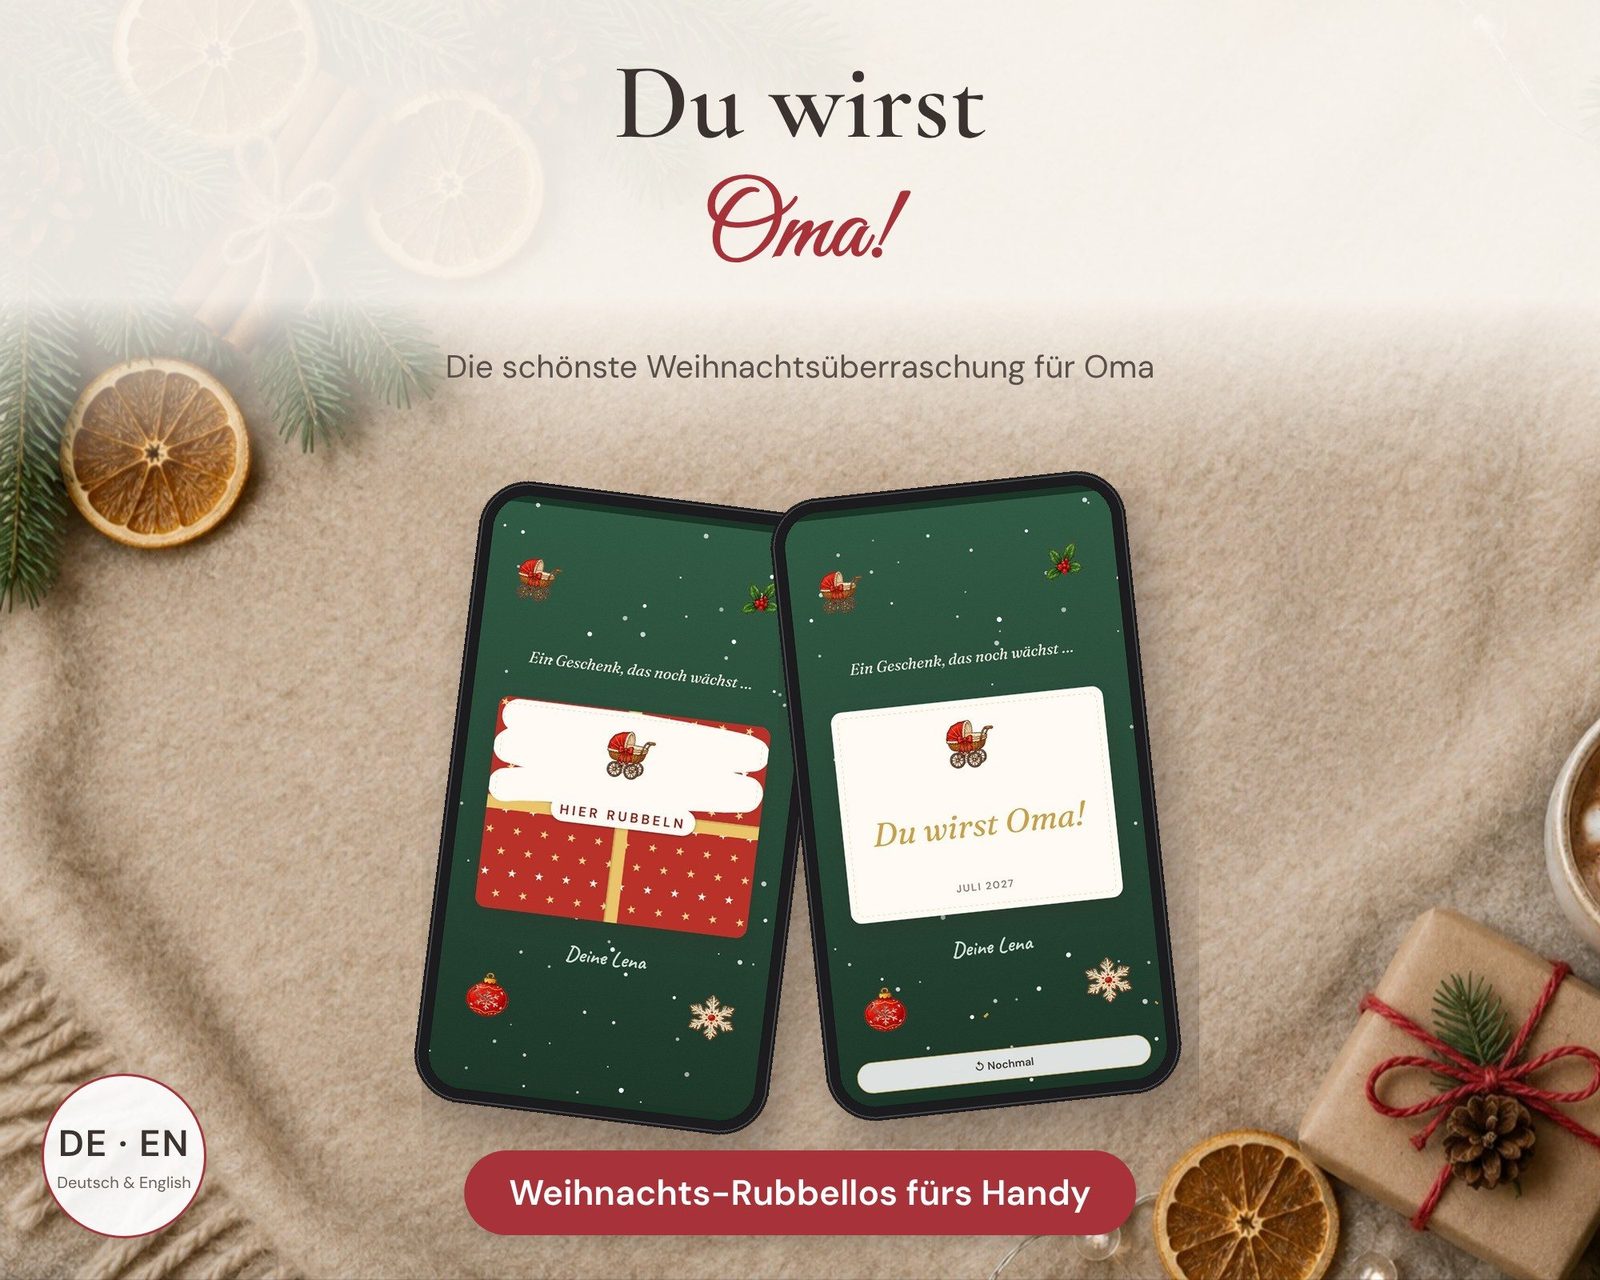 Du wirst
Oma!
Die schönste Weihnachtsüberraschung für Oma
Ein Geschenk, das noch wächst ...
HIER RUBBELN
Deine Lena
Ein Geschenk, das noch wächst ...
Du wirst Oma!
JULI 2027
Deine Lena
↺ Nochmal
DE · EN
Deutsch & English
Weihnachts-Rubbellos fürs Handy